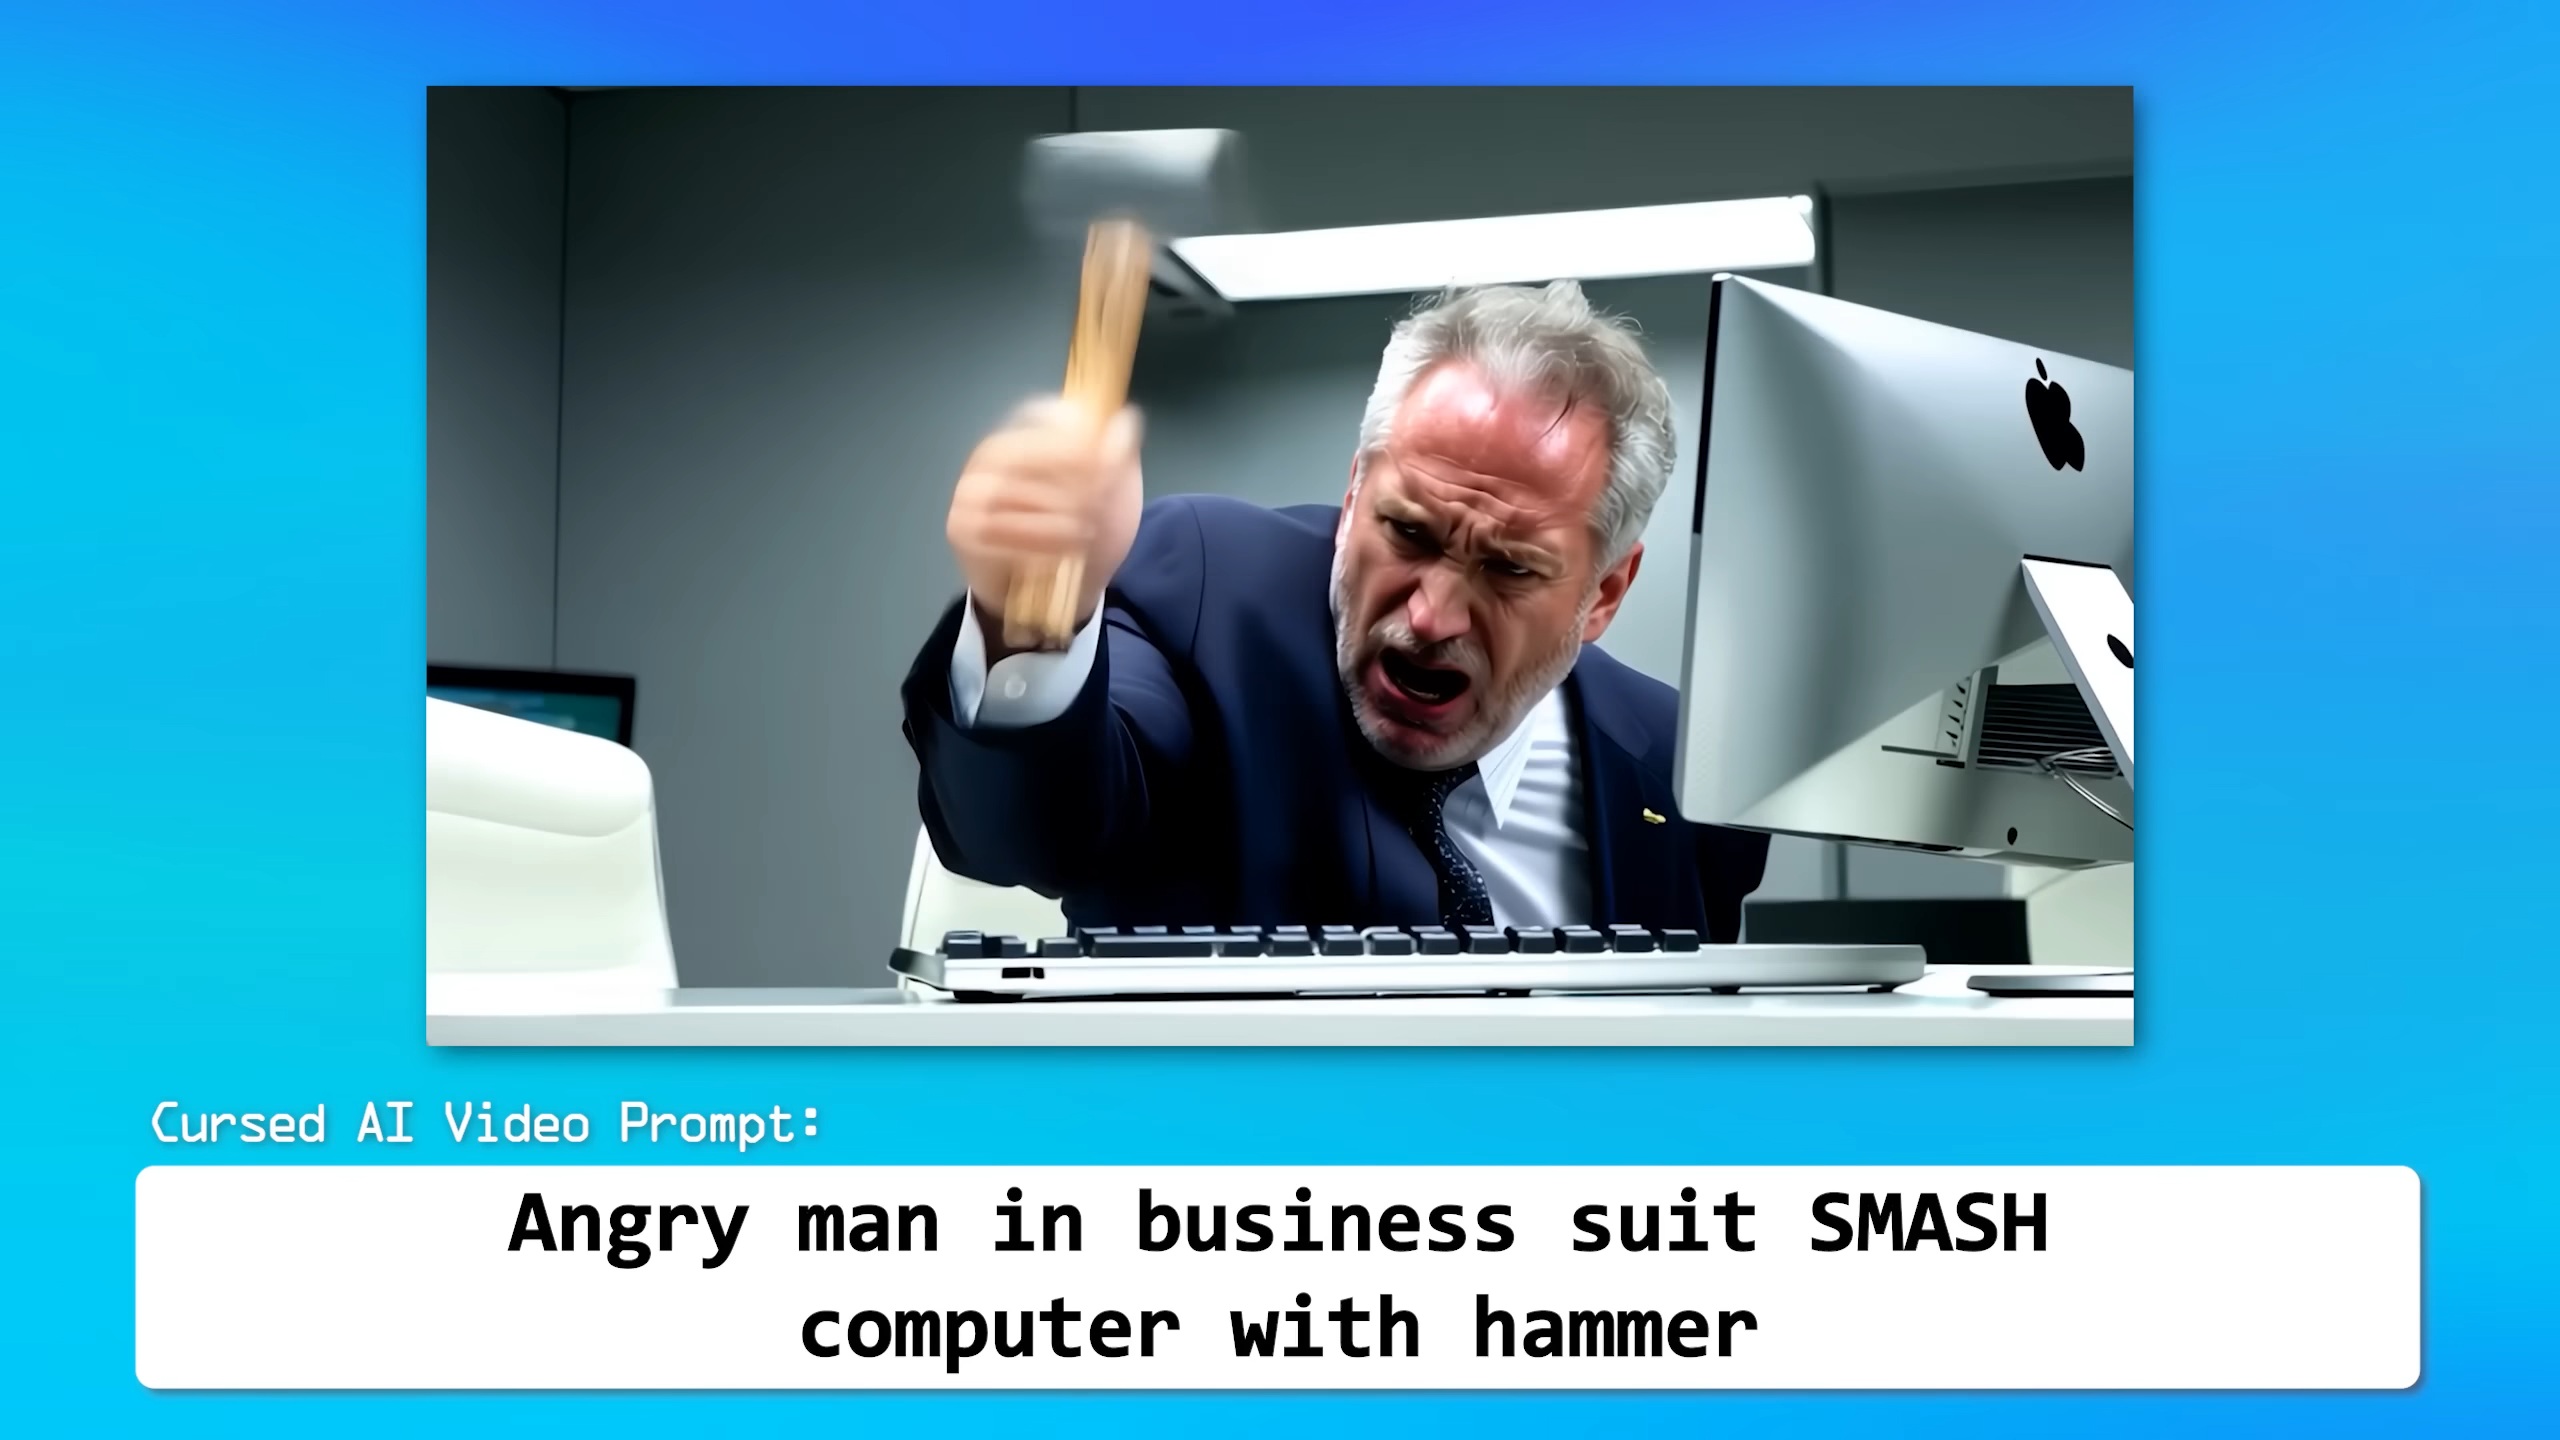 Cursed AI Video Prompt:
Angry man in business suit SMASH
computer with hammer